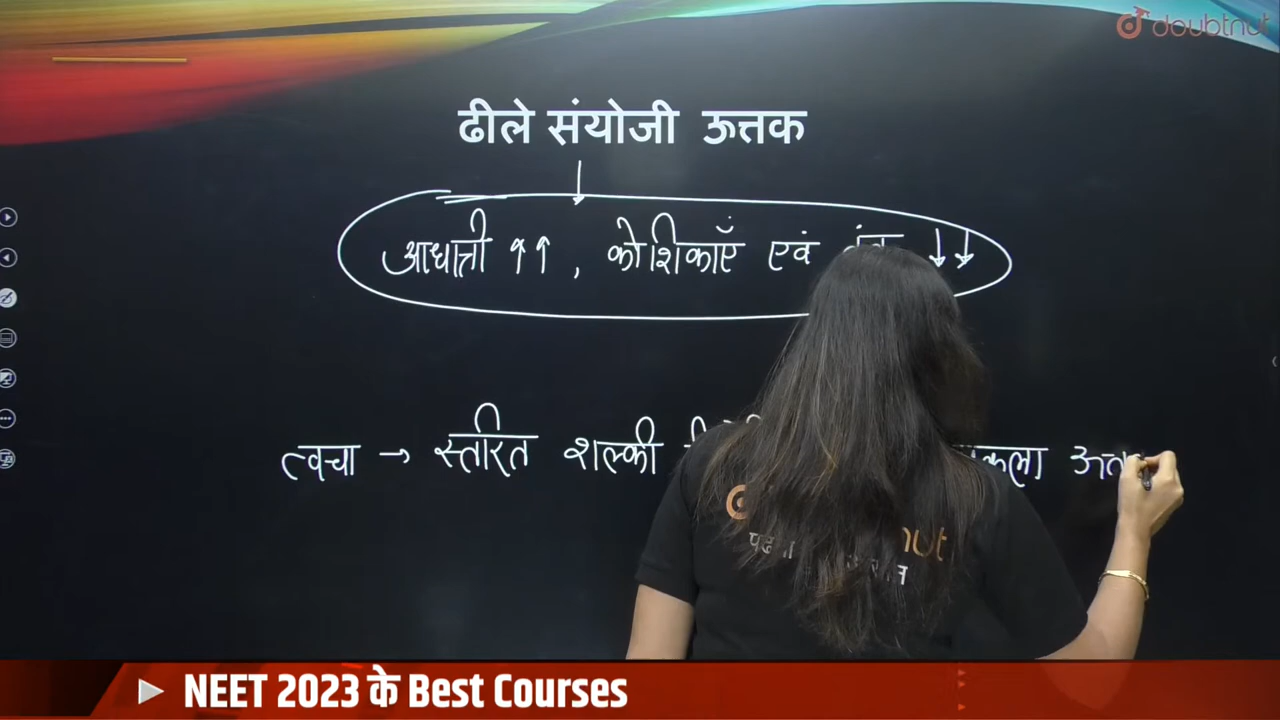 doubtnut
ढीले संयोजी ऊत्तक
आधात्ती ↑↑ , कोशिकाएँ एवं ↓↓
त्वचा → स्तरित शल्की
NEET 2023 के Best Courses